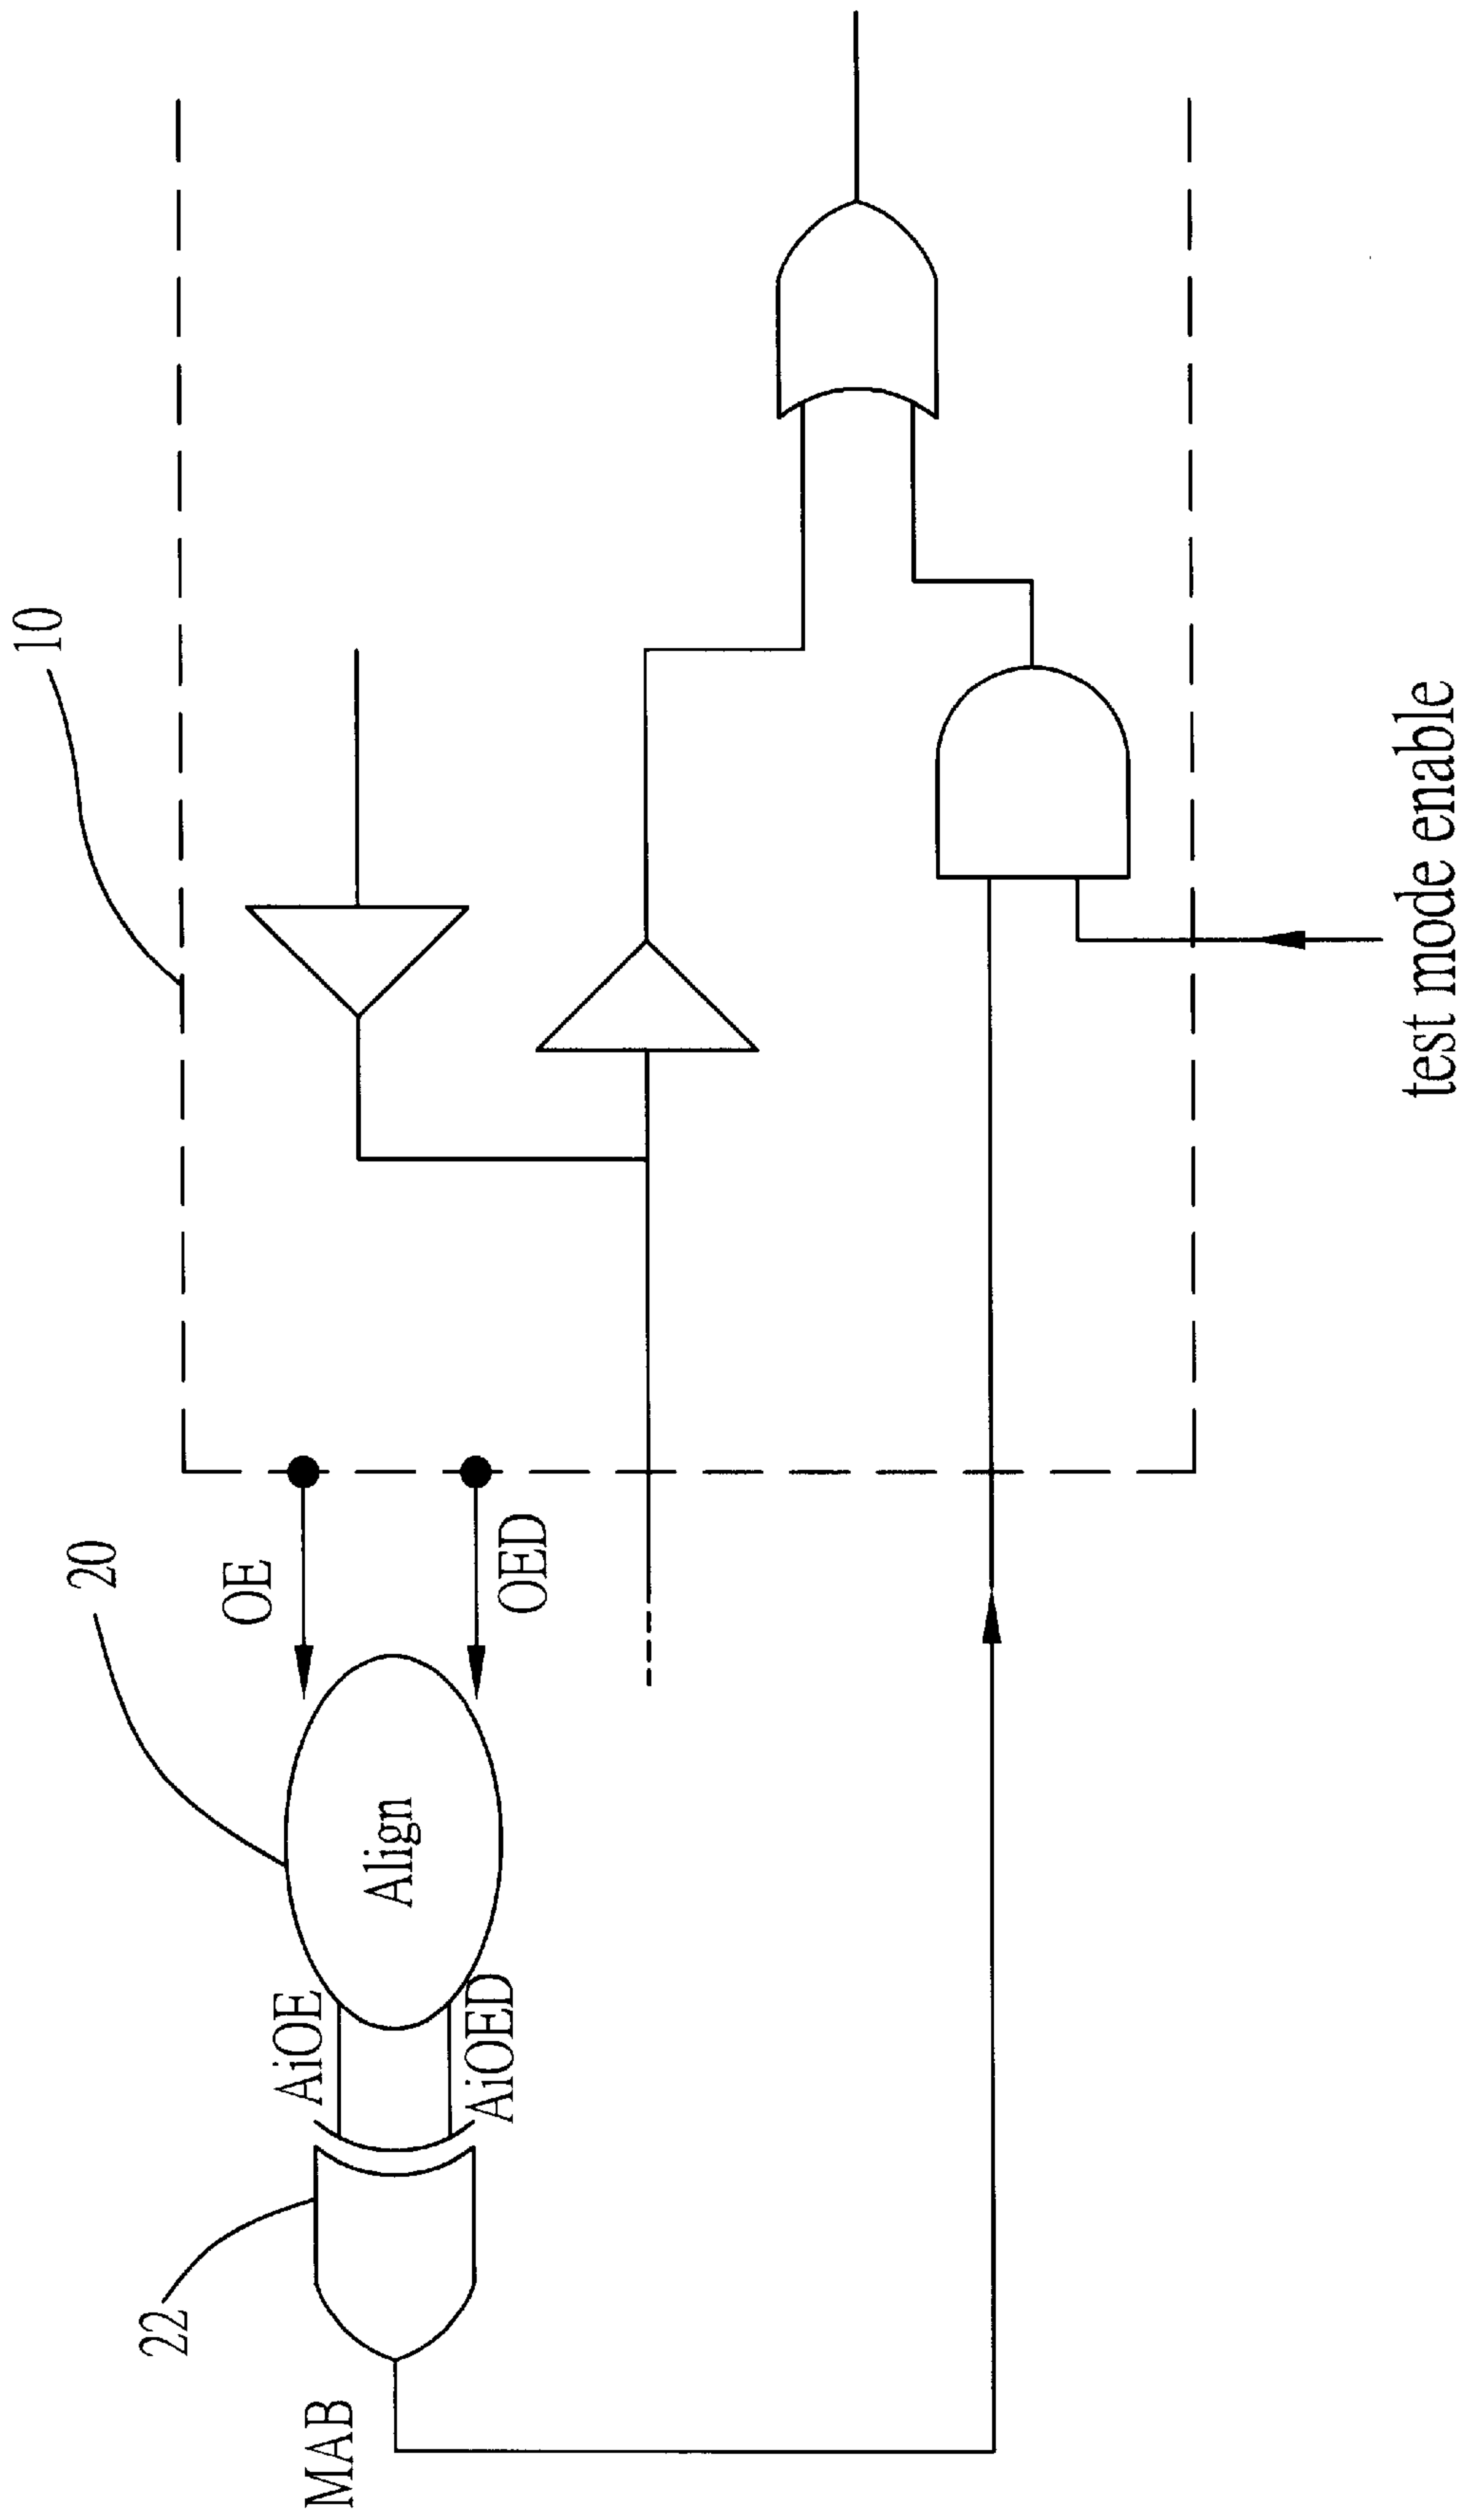 MAB
22
AiOE
AiOED
20
Align
OE
OED
10
test mode enable